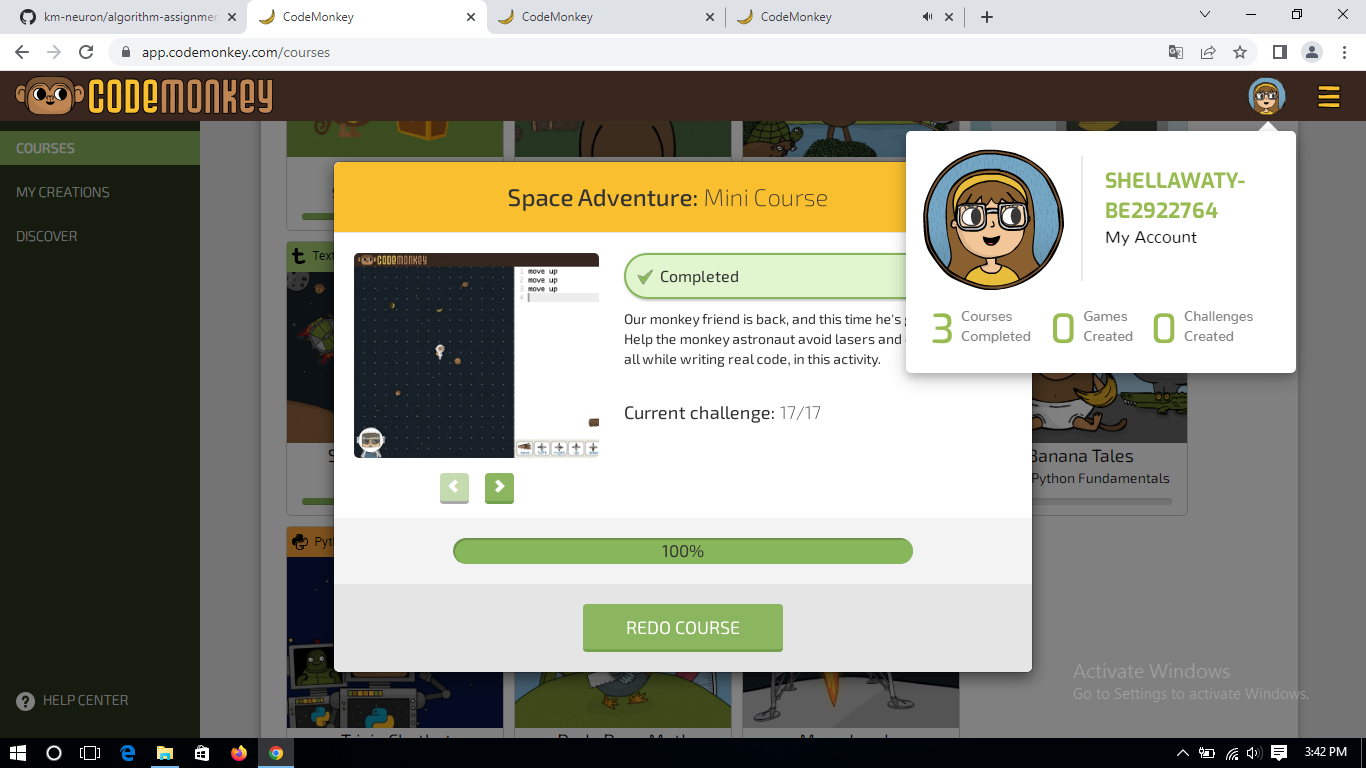 km-neuron/algorithm-assignmen
CodeMonkey
CodeMonkey
CodeMonkey
app.codemonkey.com/courses
CODEMONKEY
COURSES
MY CREATIONS
DISCOVER
HELP CENTER
Space Adventure: Mini Course
CODEMONKEY
1 move up
2 move up
3 move up
4
Completed
Our monkey friend is back, and this time he's
Help the monkey astronaut avoid lasers and
all while writing real code, in this activity.
Current challenge: 17/17
100%
REDO COURSE
SHELLAWATY-
BE2922764
My Account
3 Courses Completed
0 Games Created
0 Challenges Created
Text
Banana Tales
Python Fundamentals
Pyt
Activate Windows
Go to Settings to activate Windows.
3:42 PM